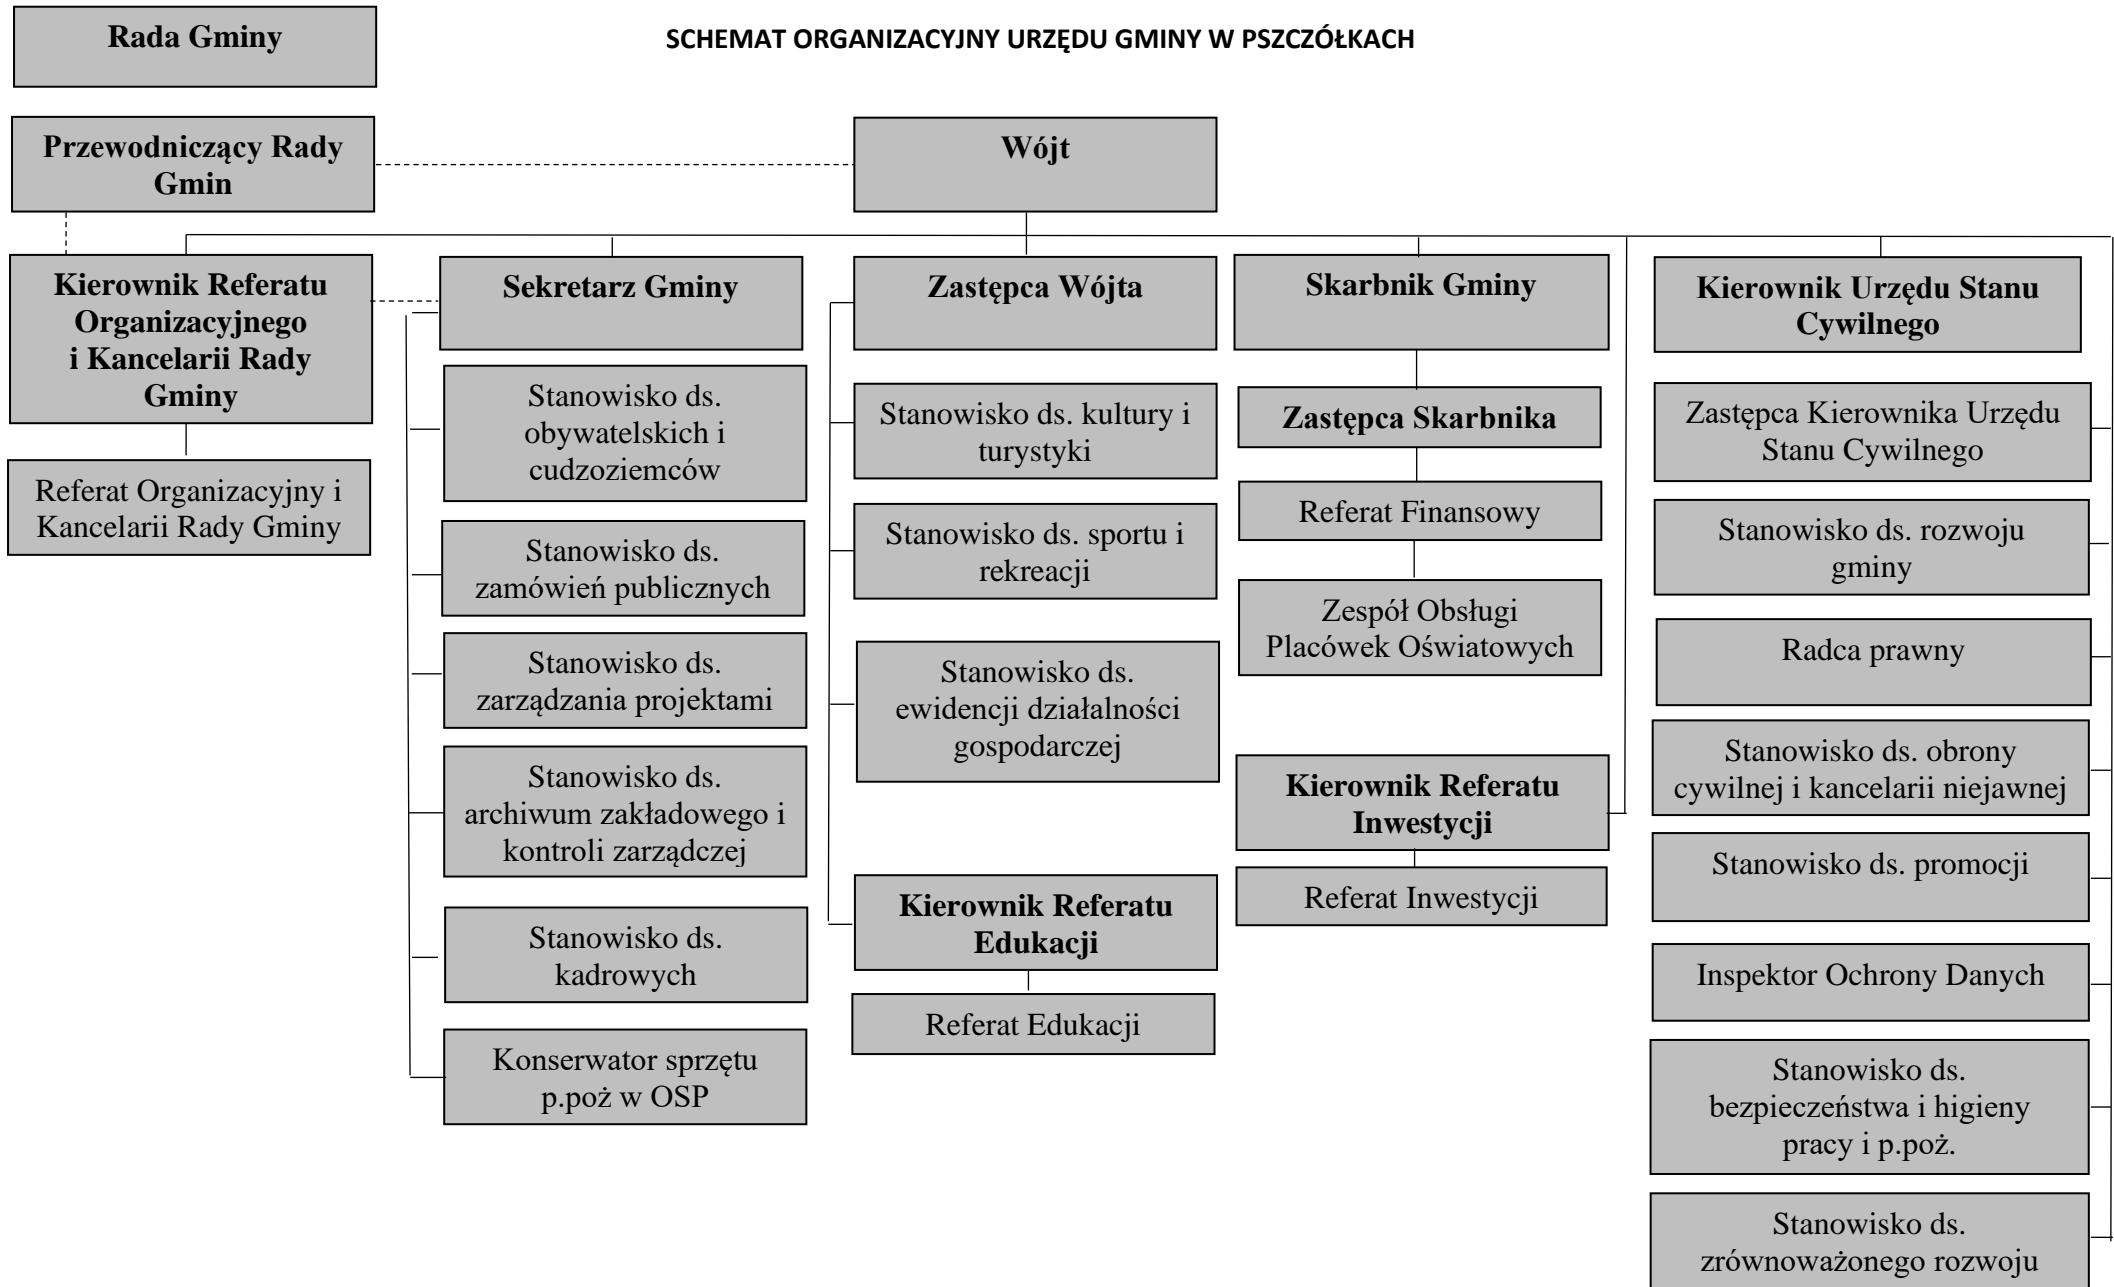 Rada Gminy
SCHEMAT ORGANIZACYJNY URZĘDU GMINY W PSZCZÓŁKACH
Przewodniczący Rady
Gmin
Wójt
Kierownik Referatu
Organizacyjnego
i Kancelarii Rady
Gminy
Referat Organizacyjny i
Kancelarii Rady Gminy
Sekretarz Gminy
Stanowisko ds.
obywatelskich i
cudzoziemców
Stanowisko ds.
zamówień publicznych
Stanowisko ds.
zarządzania projektami
Stanowisko ds.
archiwum zakładowego i
kontroli zarządczej
Stanowisko ds.
kadrowych
Konserwator sprzętu
p.poż w OSP
Zastępca Wójta
Stanowisko ds. kultury i
turystyki
Stanowisko ds. sportu i
rekreacji
Stanowisko ds.
ewidencji działalności
gospodarczej
Kierownik Referatu
Edukacji
Referat Edukacji
Skarbnik Gminy
Zastępca Skarbnika
Referat Finansowy
Zespół Obsługi
Placówek Oświatowych
Kierownik Referatu
Inwestycji
Referat Inwestycji
Kierownik Urzędu Stanu
Cywilnego
Zastępca Kierownika Urzędu
Stanu Cywilnego
Stanowisko ds. rozwoju
gminy
Radca prawny
Stanowisko ds. obrony
cywilnej i kancelarii niejawnej
Stanowisko ds. promocji
Inspektor Ochrony Danych
Stanowisko ds.
bezpieczeństwa i higieny
pracy i p.poż.
Stanowisko ds.
zrównoważonego rozwoju